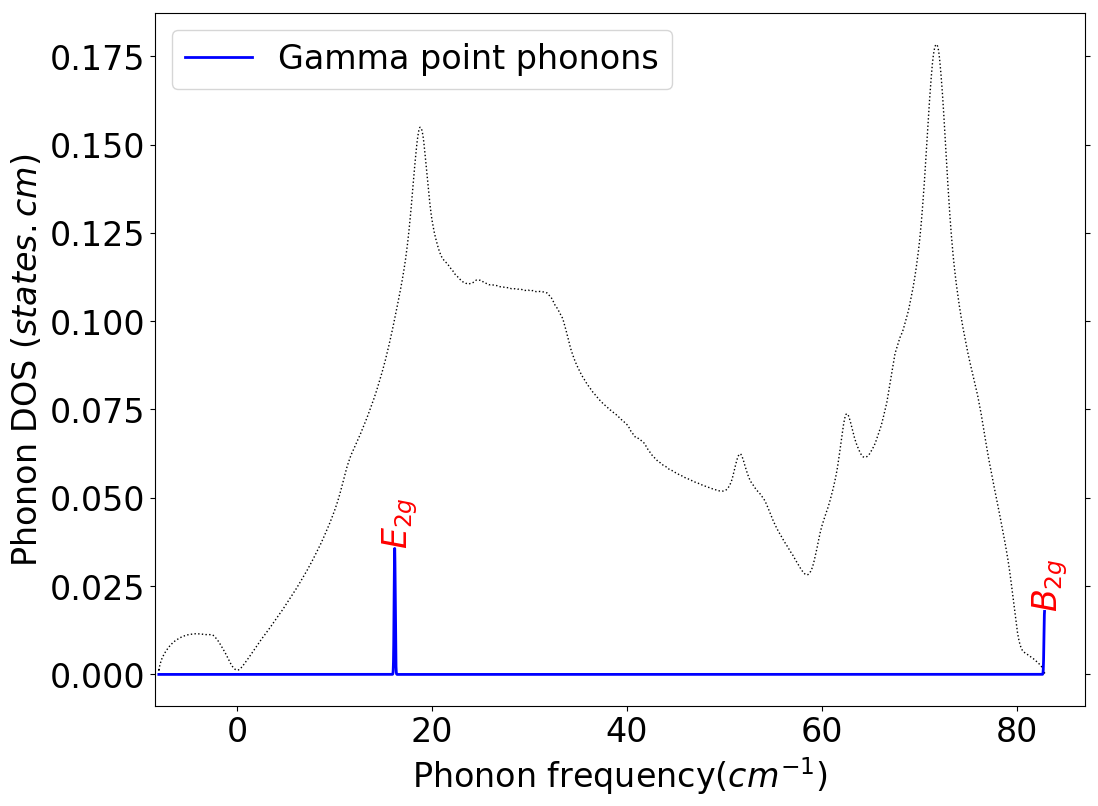 Gamma point phonons
Phonon DOS (states. cm)
0.175
0.150
0.125
0.100
0.075
0.050
0.025
0.000
E2g
B2g
0 20 40 60 80
Phonon frequency(cm⁻¹)